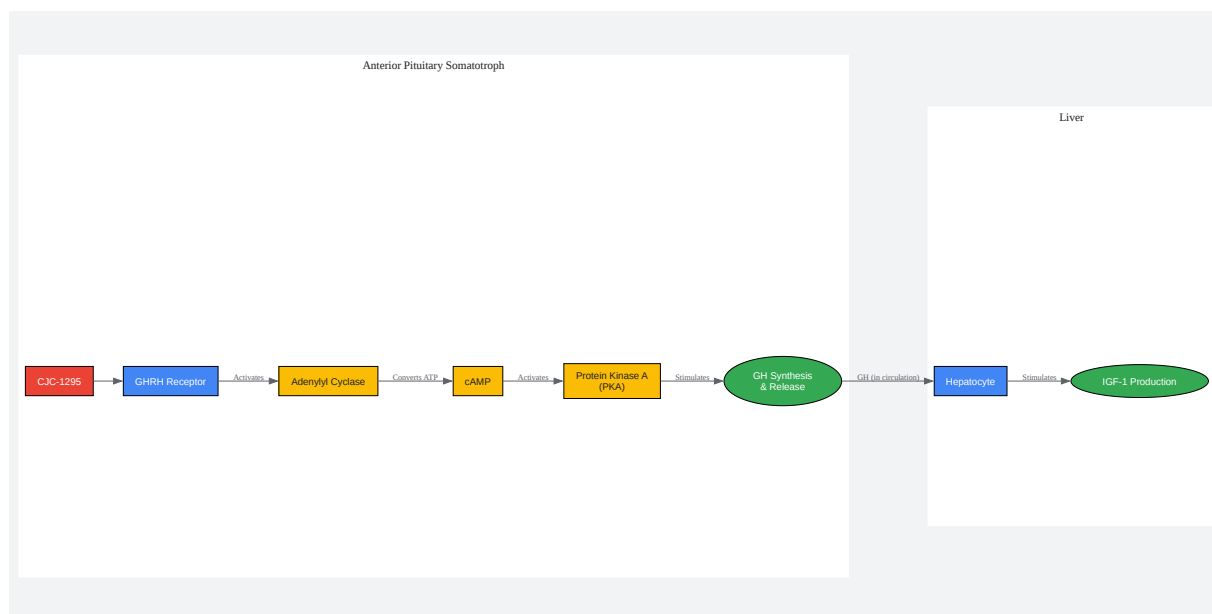 Anterior Pituitary Somatotroph
Liver
CJC-1295
GHRH Receptor
Activates
Adenylyl Cyclase
Converts ATP
cAMP
Activates
Protein Kinase A
(PKA)
Stimulates
GH Synthesis
& Release
GH (in circulation)
Hepatocyte
Stimulates
IGF-1 Production